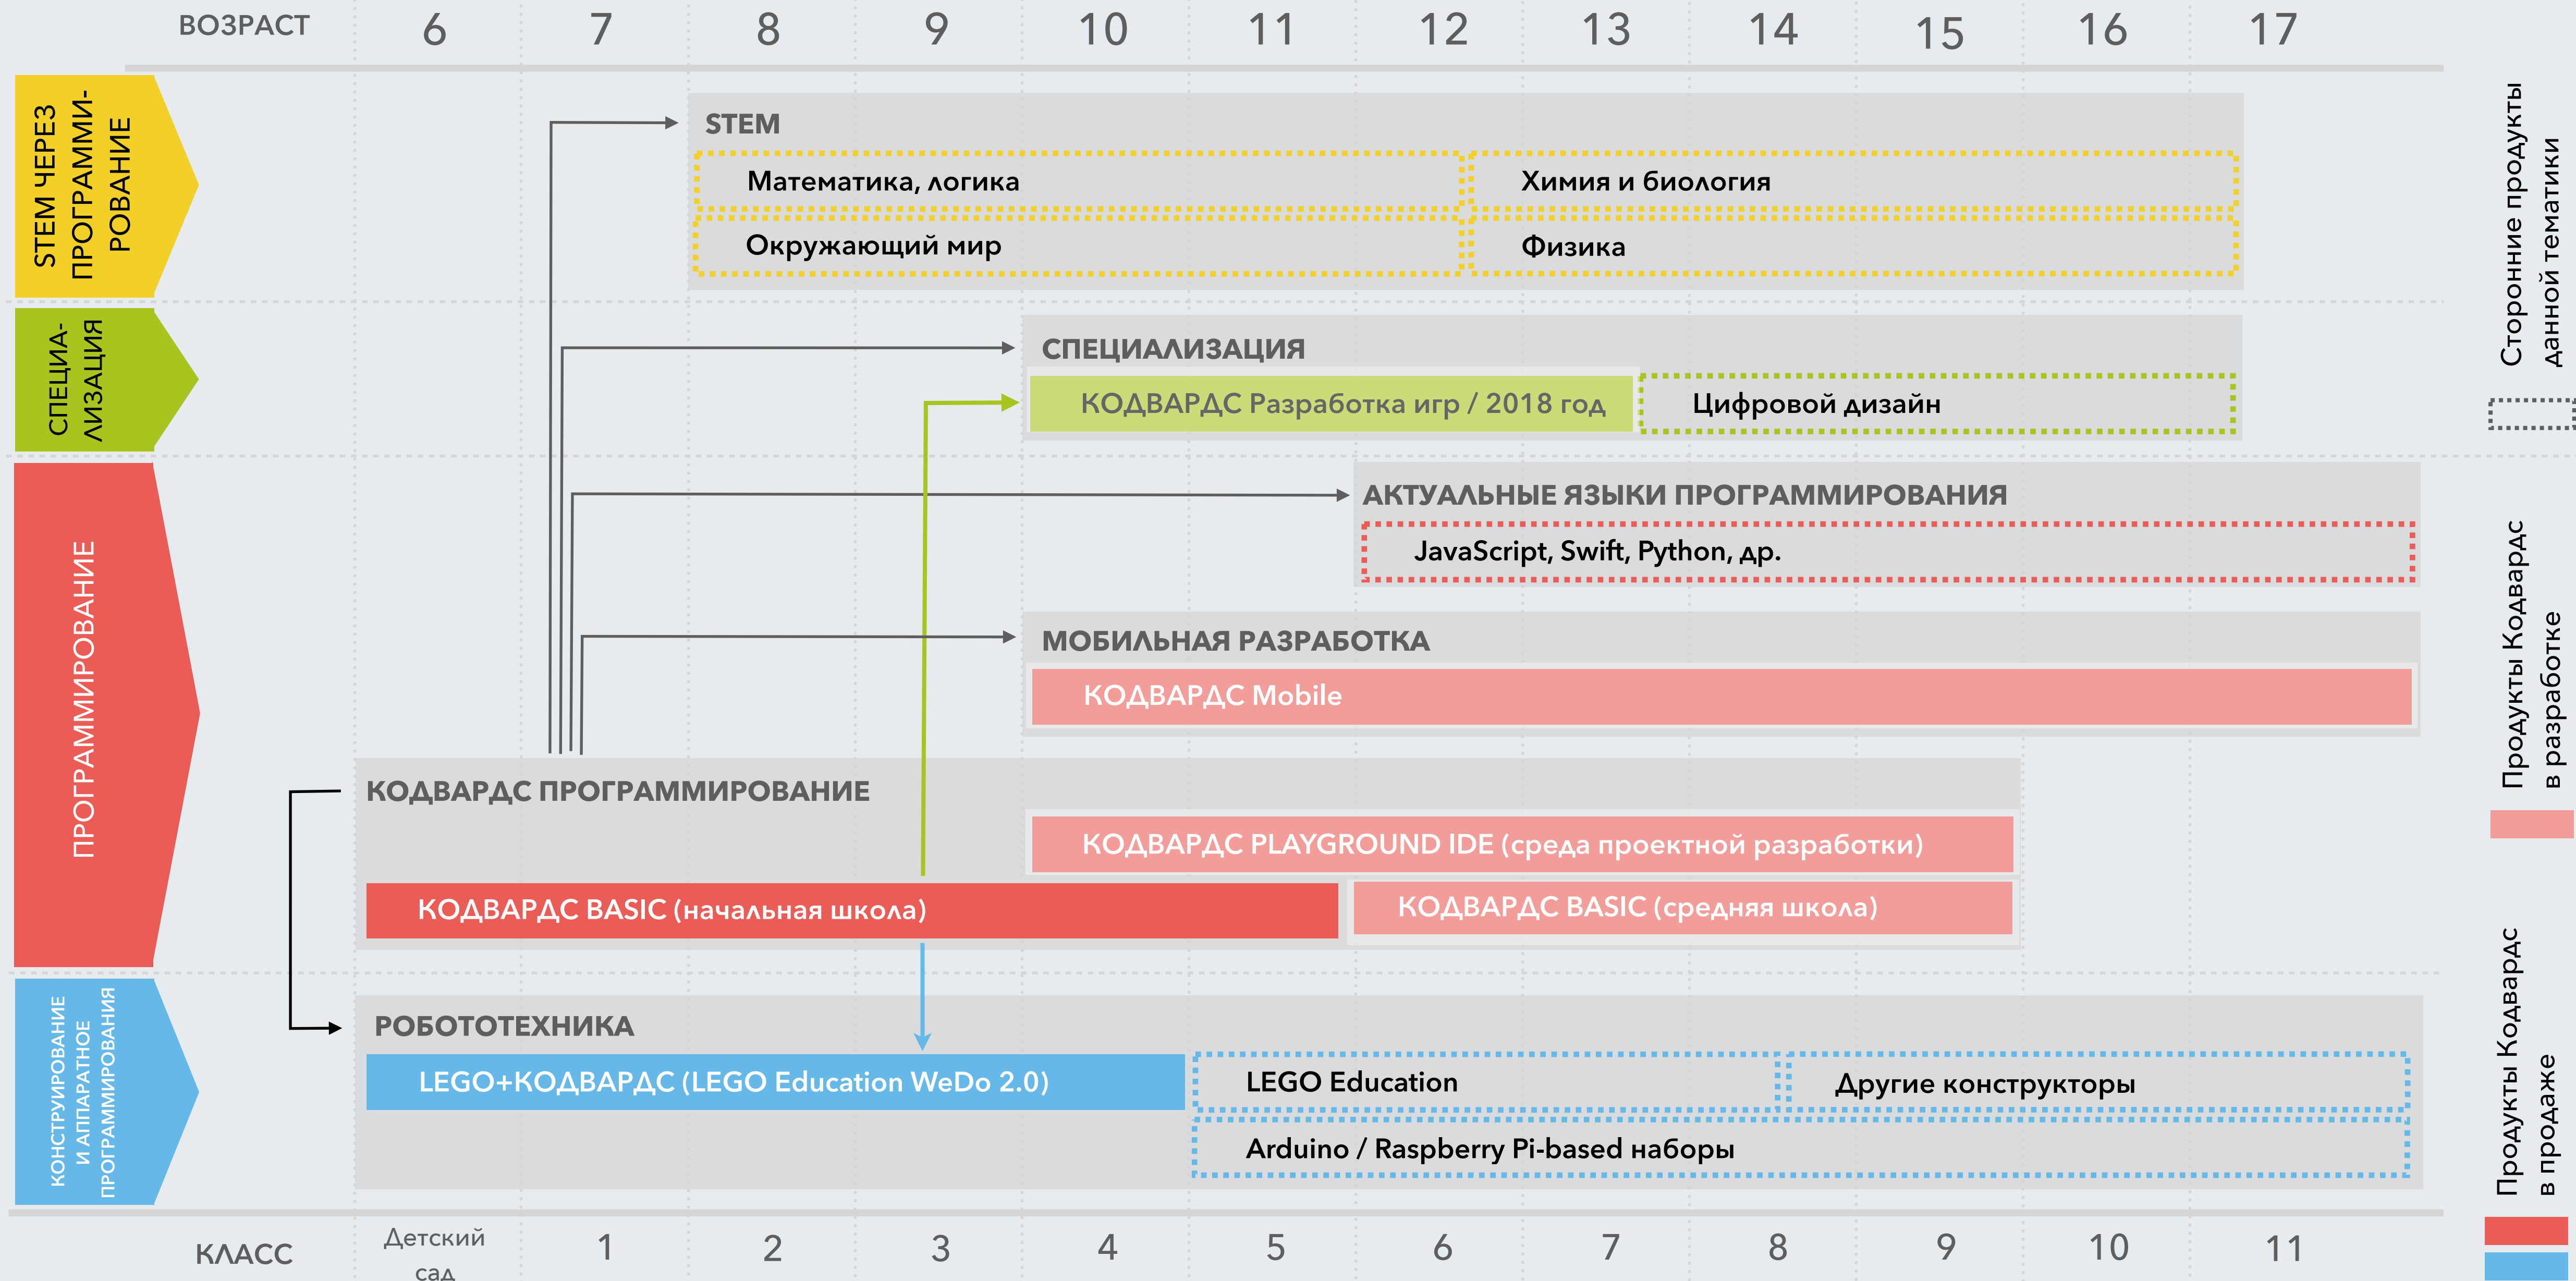 ВОЗРАСТ 6 7 8 9 10 11 12 13 14 15 16 17
STEM ЧЕРЕЗ
ПРОГРАММИ-
РОВАНИЕ
STEM
Математика, логика
Химия и биология
Окружающий мир
Физика
СПЕЦИА-
ЛИЗАЦИЯ
СПЕЦИАЛИЗАЦИЯ
КОДВАРДС Разработка игр / 2018 год
Цифровой дизайн
ПРОГРАММИРОВАНИЕ
АКТУАЛЬНЫЕ ЯЗЫКИ ПРОГРАММИРОВАНИЯ
JavaScript, Swift, Python, др.
МОБИЛЬНАЯ РАЗРАБОТКА
КОДВАРДС Mobile
КОДВАРДС ПРОГРАММИРОВАНИЕ
КОДВАРДС PLAYGROUND IDE (среда проектной разработки)
КОДВАРДС BASIC (начальная школа)
КОДВАРДС BASIC (средняя школа)
КОНСТРУИРОВАНИЕ
И АППАРАТНОЕ
ПРОГРАММИРОВАНИЯ
РОБОТОТЕХНИКА
LEGO+КОДВАРДС (LEGO Education WeDo 2.0)
LEGO Education
Другие конструкторы
Arduino / Raspberry Pi-based наборы
КЛАСС Детский
сад
1 2 3 4 5 6 7 8 9 10 11
Сторонние продукты
данной тематики
Продукты Кодвардс
в разработке
Продукты Кодвардс
в продаже